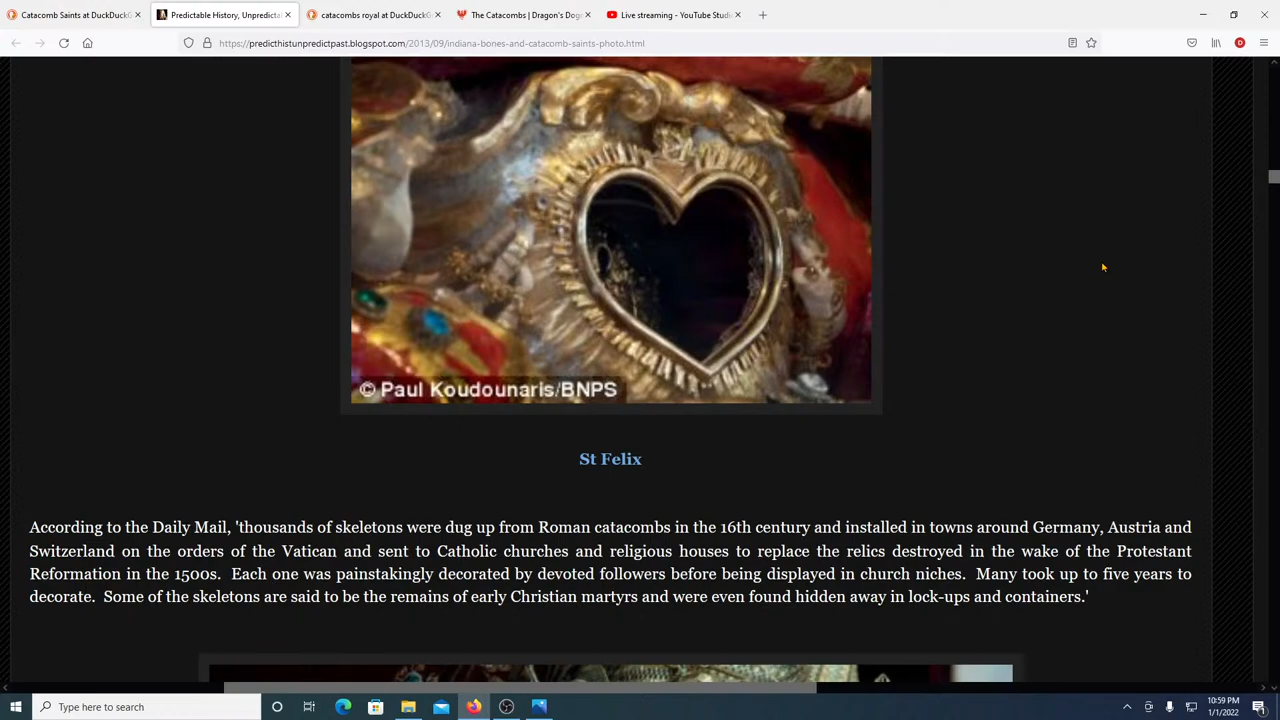 Catacomb Saints at DuckDuckG
Predictable History, Unpredicta
catacombs royal at DuckDuckG
The Catacombs | Dragon's Dog
Live streaming - YouTube Studi
https://predicthistunpredictpast.blogspot.com/2013/09/indiana-bones-and-catacomb-saints-photo.html
D
© Paul Koudounaris/BNPS
St Felix
According to the Daily Mail, 'thousands of skeletons were dug up from Roman catacombs in the 16th century and installed in towns around Germany, Austria and
Switzerland on the orders of the Vatican and sent to Catholic churches and religious houses to replace the relics destroyed in the wake of the Protestant
Reformation in the 1500s. Each one was painstakingly decorated by devoted followers before being displayed in church niches. Many took up to five years to
decorate. Some of the skeletons are said to be the remains of early Christian martyrs and were even found hidden away in lock-ups and containers.'
Type here to search
10:59 PM
1/1/2022
1